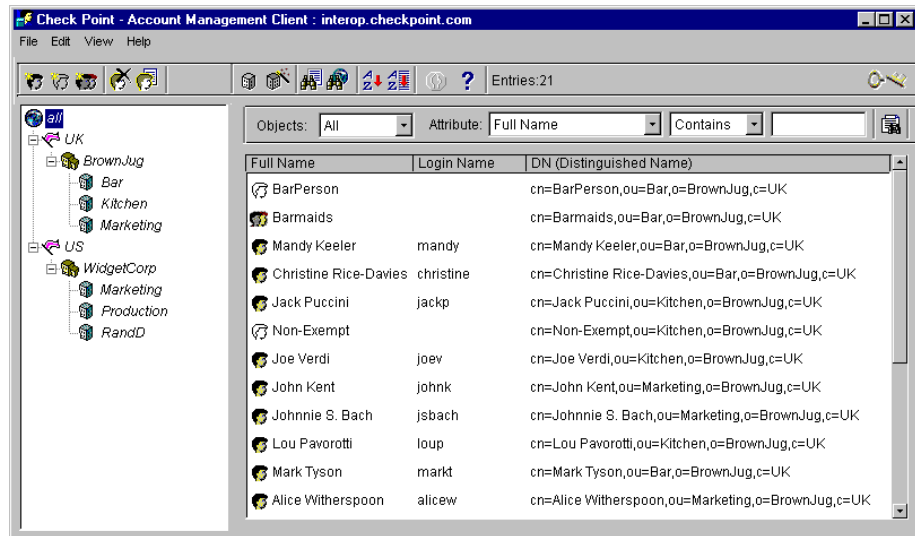 Check Point - Account Management Client : interop.checkpoint.com
File Edit View Help
Entries:21
all
UK
BrownJug
Bar
Kitchen
Marketing
US
WidgetCorp
Marketing
Production
RandD
Objects: All Attribute: Full Name Contains
Full Name Login Name DN (Distinguished Name)
BarPerson cn=BarPerson,ou=Bar,o=BrownJug,c=UK
Barmaids cn=Barmaids,ou=Bar,o=BrownJug,c=UK
Mandy Keeler mandy cn=Mandy Keeler,ou=Bar,o=BrownJug,c=UK
Christine Rice-Davies christine cn=Christine Rice-Davies,ou=Bar,o=BrownJug,c=UK
Jack Puccini jackp cn=Jack Puccini,ou=Kitchen,o=BrownJug,c=UK
Non-Exempt cn=Non-Exempt,ou=Kitchen,o=BrownJug,c=UK
Joe Verdi joev cn=Joe Verdi,ou=Kitchen,o=BrownJug,c=UK
John Kent johnk cn=John Kent,ou=Marketing,o=BrownJug,c=UK
Johnnie S. Bach jsbach cn=Johnnie S. Bach,ou=Marketing,o=BrownJug,c=UK
Lou Pavorotti loup cn=Lou Pavorotti,ou=Kitchen,o=BrownJug,c=UK
Mark Tyson markt cn=Mark Tyson,ou=Bar,o=BrownJug,c=UK
Alice Witherspoon alicew cn=Alice Witherspoon,ou=Marketing,o=BrownJug,c=UK